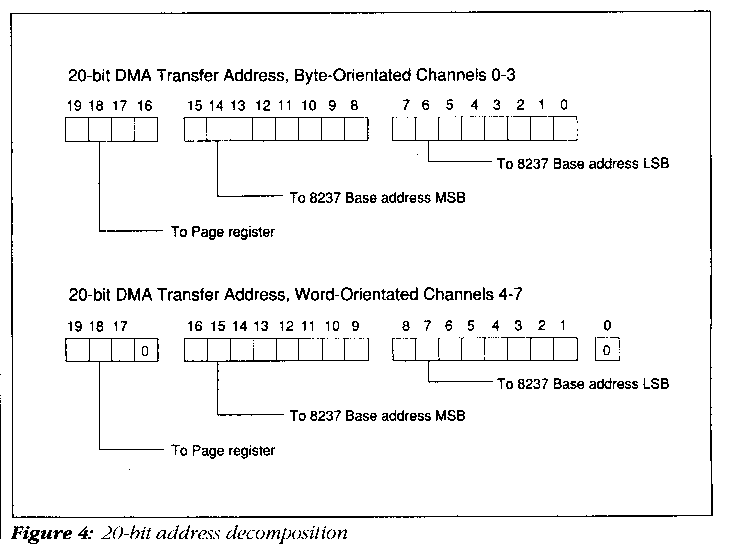 20-bit DMA Transfer Address, Byte-Orientated Channels 0-3
19 18 17 16 15 14 13 12 11 10 9 8 7 6 5 4 3 2 1 0
To 8237 Base address LSB
To 8237 Base address MSB
To Page register
20-bit DMA Transfer Address, Word-Orientated Channels 4-7
19 18 17 16 15 14 13 12 11 10 9 8 7 6 5 4 3 2 1 0
0 0
To 8237 Base address LSB
To 8237 Base address MSB
To Page register
Figure 4: 20-bit address decomposition